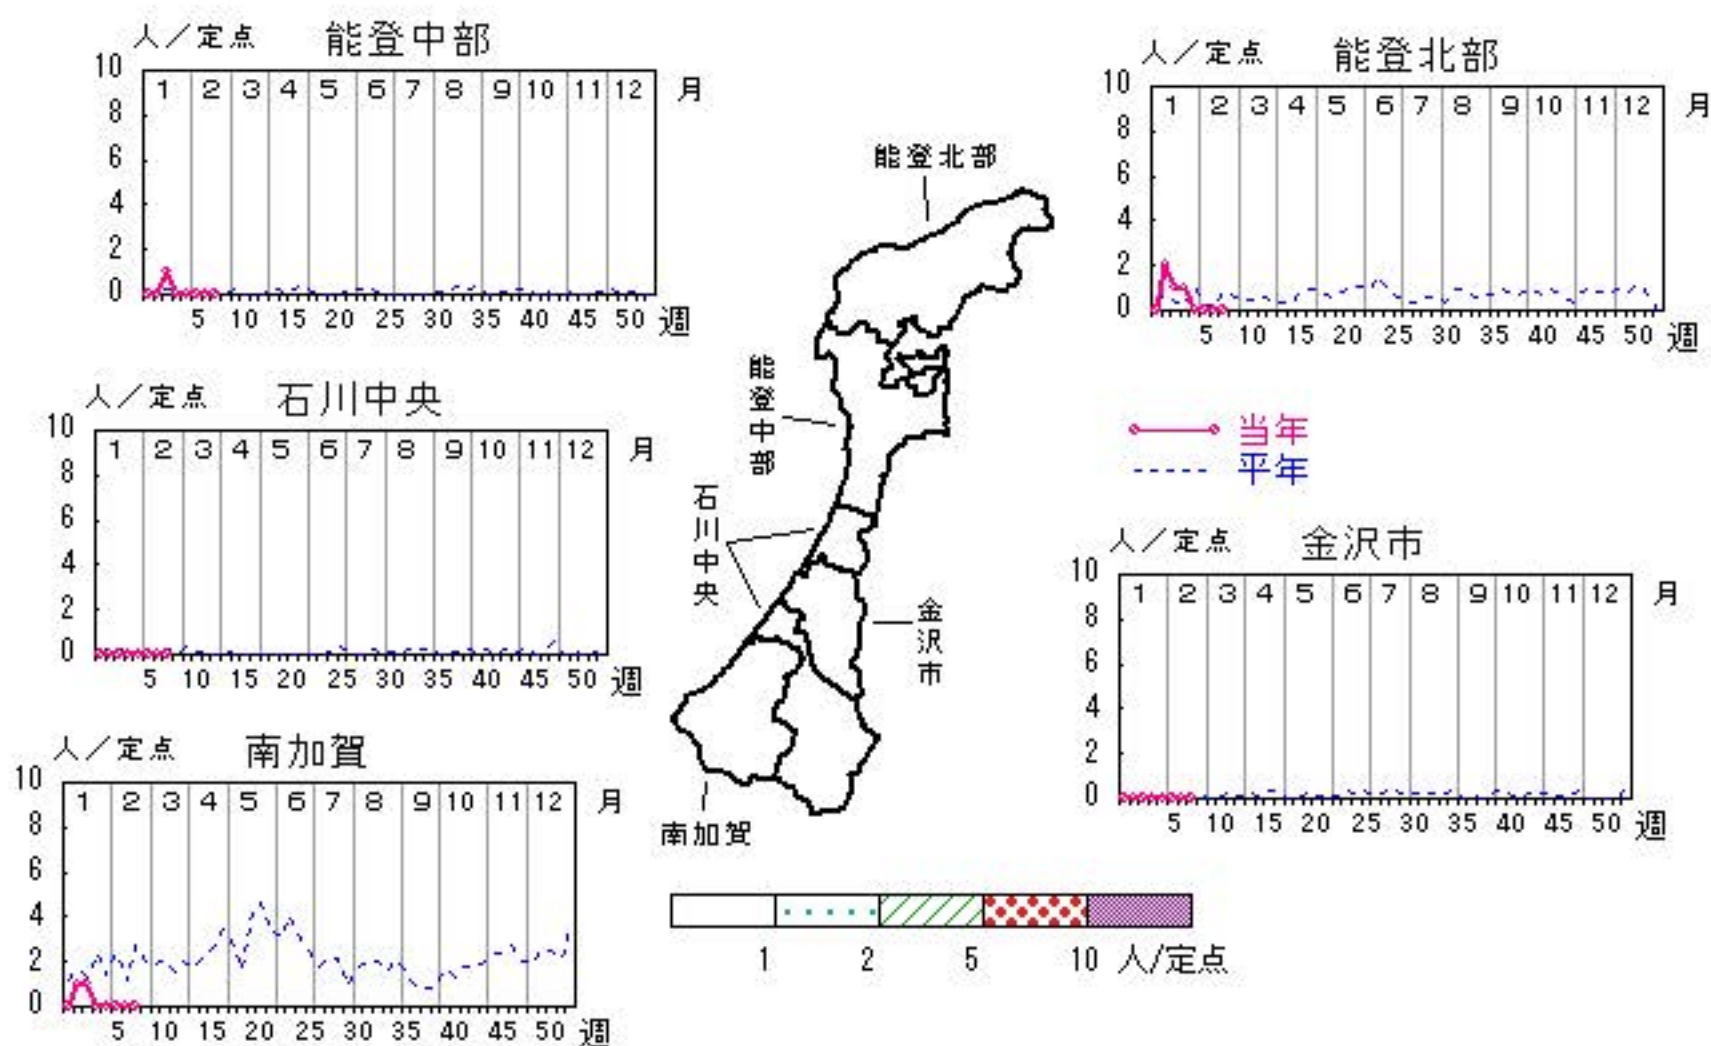 人／定点 能登中部
10 8 6 4 2 0
1 2 3 4 5 6 7 8 9 10 11 12 月
5 10 15 20 25 30 35 40 45 50 週
人／定点 能登北部
10 8 6 4 2 0
1 2 3 4 5 6 7 8 9 10 11 12 月
5 10 15 20 25 30 35 40 45 50 週
能登北部
能登中部
石川中央
金沢市
南加賀
人／定点 石川中央
10 8 6 4 2 0
1 2 3 4 5 6 7 8 9 10 11 12 月
5 10 15 20 25 30 35 40 45 50 週
当年
平年
人／定点 金沢市
10 8 6 4 2 0
1 2 3 4 5 6 7 8 9 10 11 12 月
5 10 15 20 25 30 35 40 45 50 週
人／定点 南加賀
10 8 6 4 2 0
1 2 3 4 5 6 7 8 9 10 11 12 月
5 10 15 20 25 30 35 40 45 50 週
1 2 5 10 人/定点